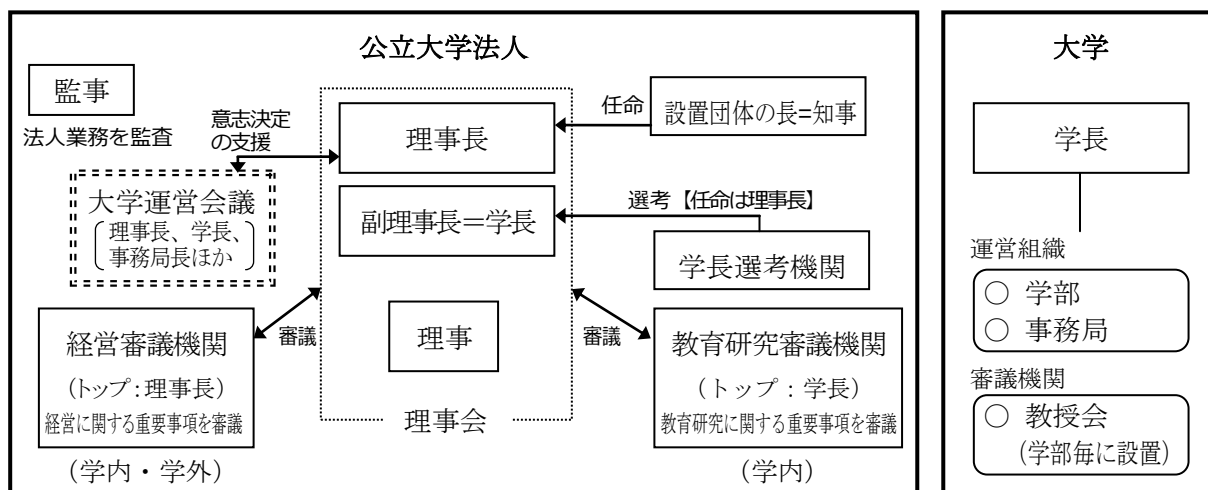 公立大学法人
監事
法人業務を監査
意志決定
の支援
大学運営会議
理事長、学長、
事務局長ほか
理事長
任命
設置団体の長=知事
副理事長＝学長
選考【任命は理事長】
学長選考機関
経営審議機関
(トップ:理事長)
経営に関する重要事項を審議
(学内・学外)
審議
理事
理事会
審議
教育研究審議機関
(トップ：学長)
教育研究に関する重要事項を審議
(学内)
大学
学長
運営組織
○ 学部
○ 事務局
審議機関
○ 教授会
(学部毎に設置)